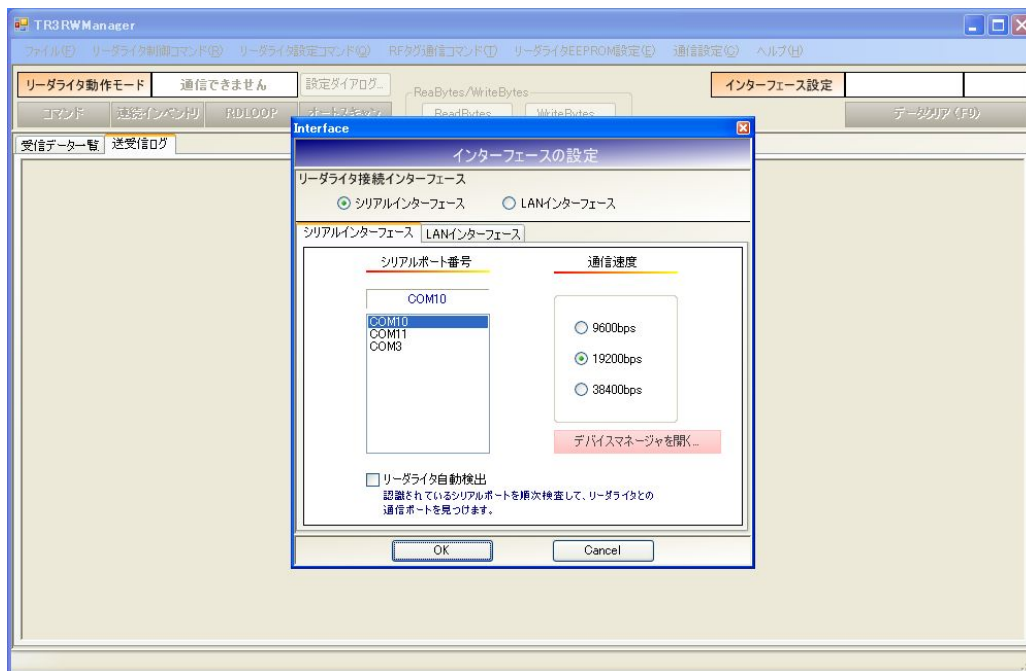 TR3RWManager
ファイル(F) リーダライタ制御コマンド(R) リーダライタ設定コマンド(Q) RFタグ通信コマンド(T) リーダライタEEPROM設定(E) 通信設定(C) ヘルプ(H)
リーダライタ動作モード 通信できません 設定ダイアログ... ReaBytes/WriteBytes インターフェース設定
コマンド 連続インベントリ RDLOOP オートスキャン ReadBytes WriteBytes データクリア (F9)
受信データ一覧 送受信ログ
Interface
インターフェースの設定
リーダライタ接続インターフェース
シリアルインターフェース LANインターフェース
シリアルインターフェース LANインターフェース
シリアルポート番号 通信速度
COM10
COM10
COM11
COM3
9600bps
19200bps
38400bps
デバイスマネージャを開く...
リーダライタ自動検出
認識されているシリアルポートを順次検査して、リーダライタとの
通信ポートを見つけます。
OK Cancel